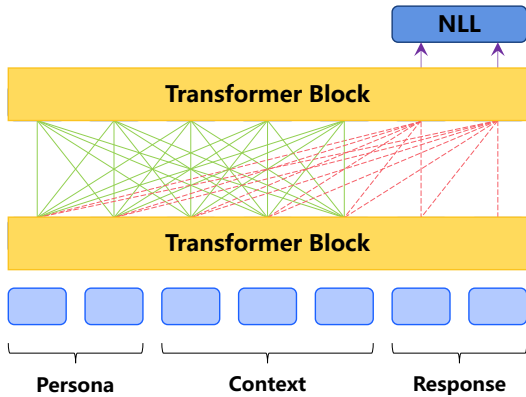 NLL
Transformer Block
Transformer Block
Persona
Context
Response